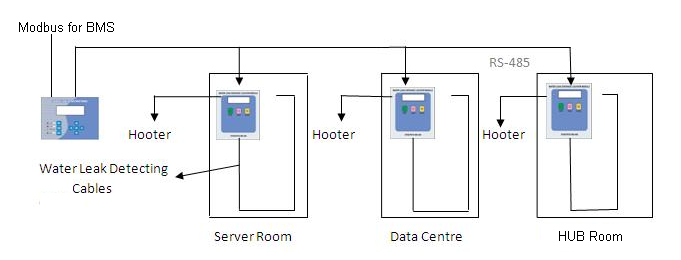 Modbus for BMS
RS-485
Hooter
Hooter
Hooter
Water Leak Detecting
Cables
Server Room
Data Centre
HUB Room